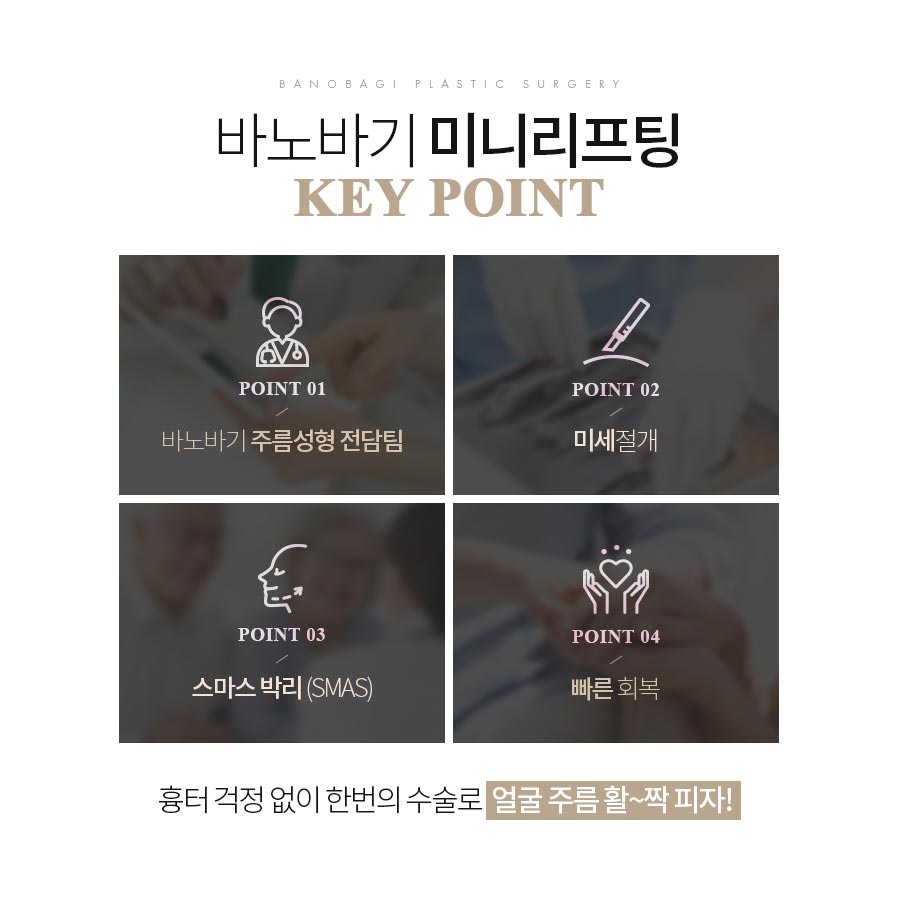 BANOBAGI PLASTIC SURGERY
바노바기 미니리프팅
KEY POINT
POINT 01
바노바기 주름성형 전담팀
POINT 02
미세절개
POINT 03
스마스 박리 (SMAS)
POINT 04
빠른 회복
흉터 걱정 없이 한번의 수술로 얼굴 주름 활~짝 피자!